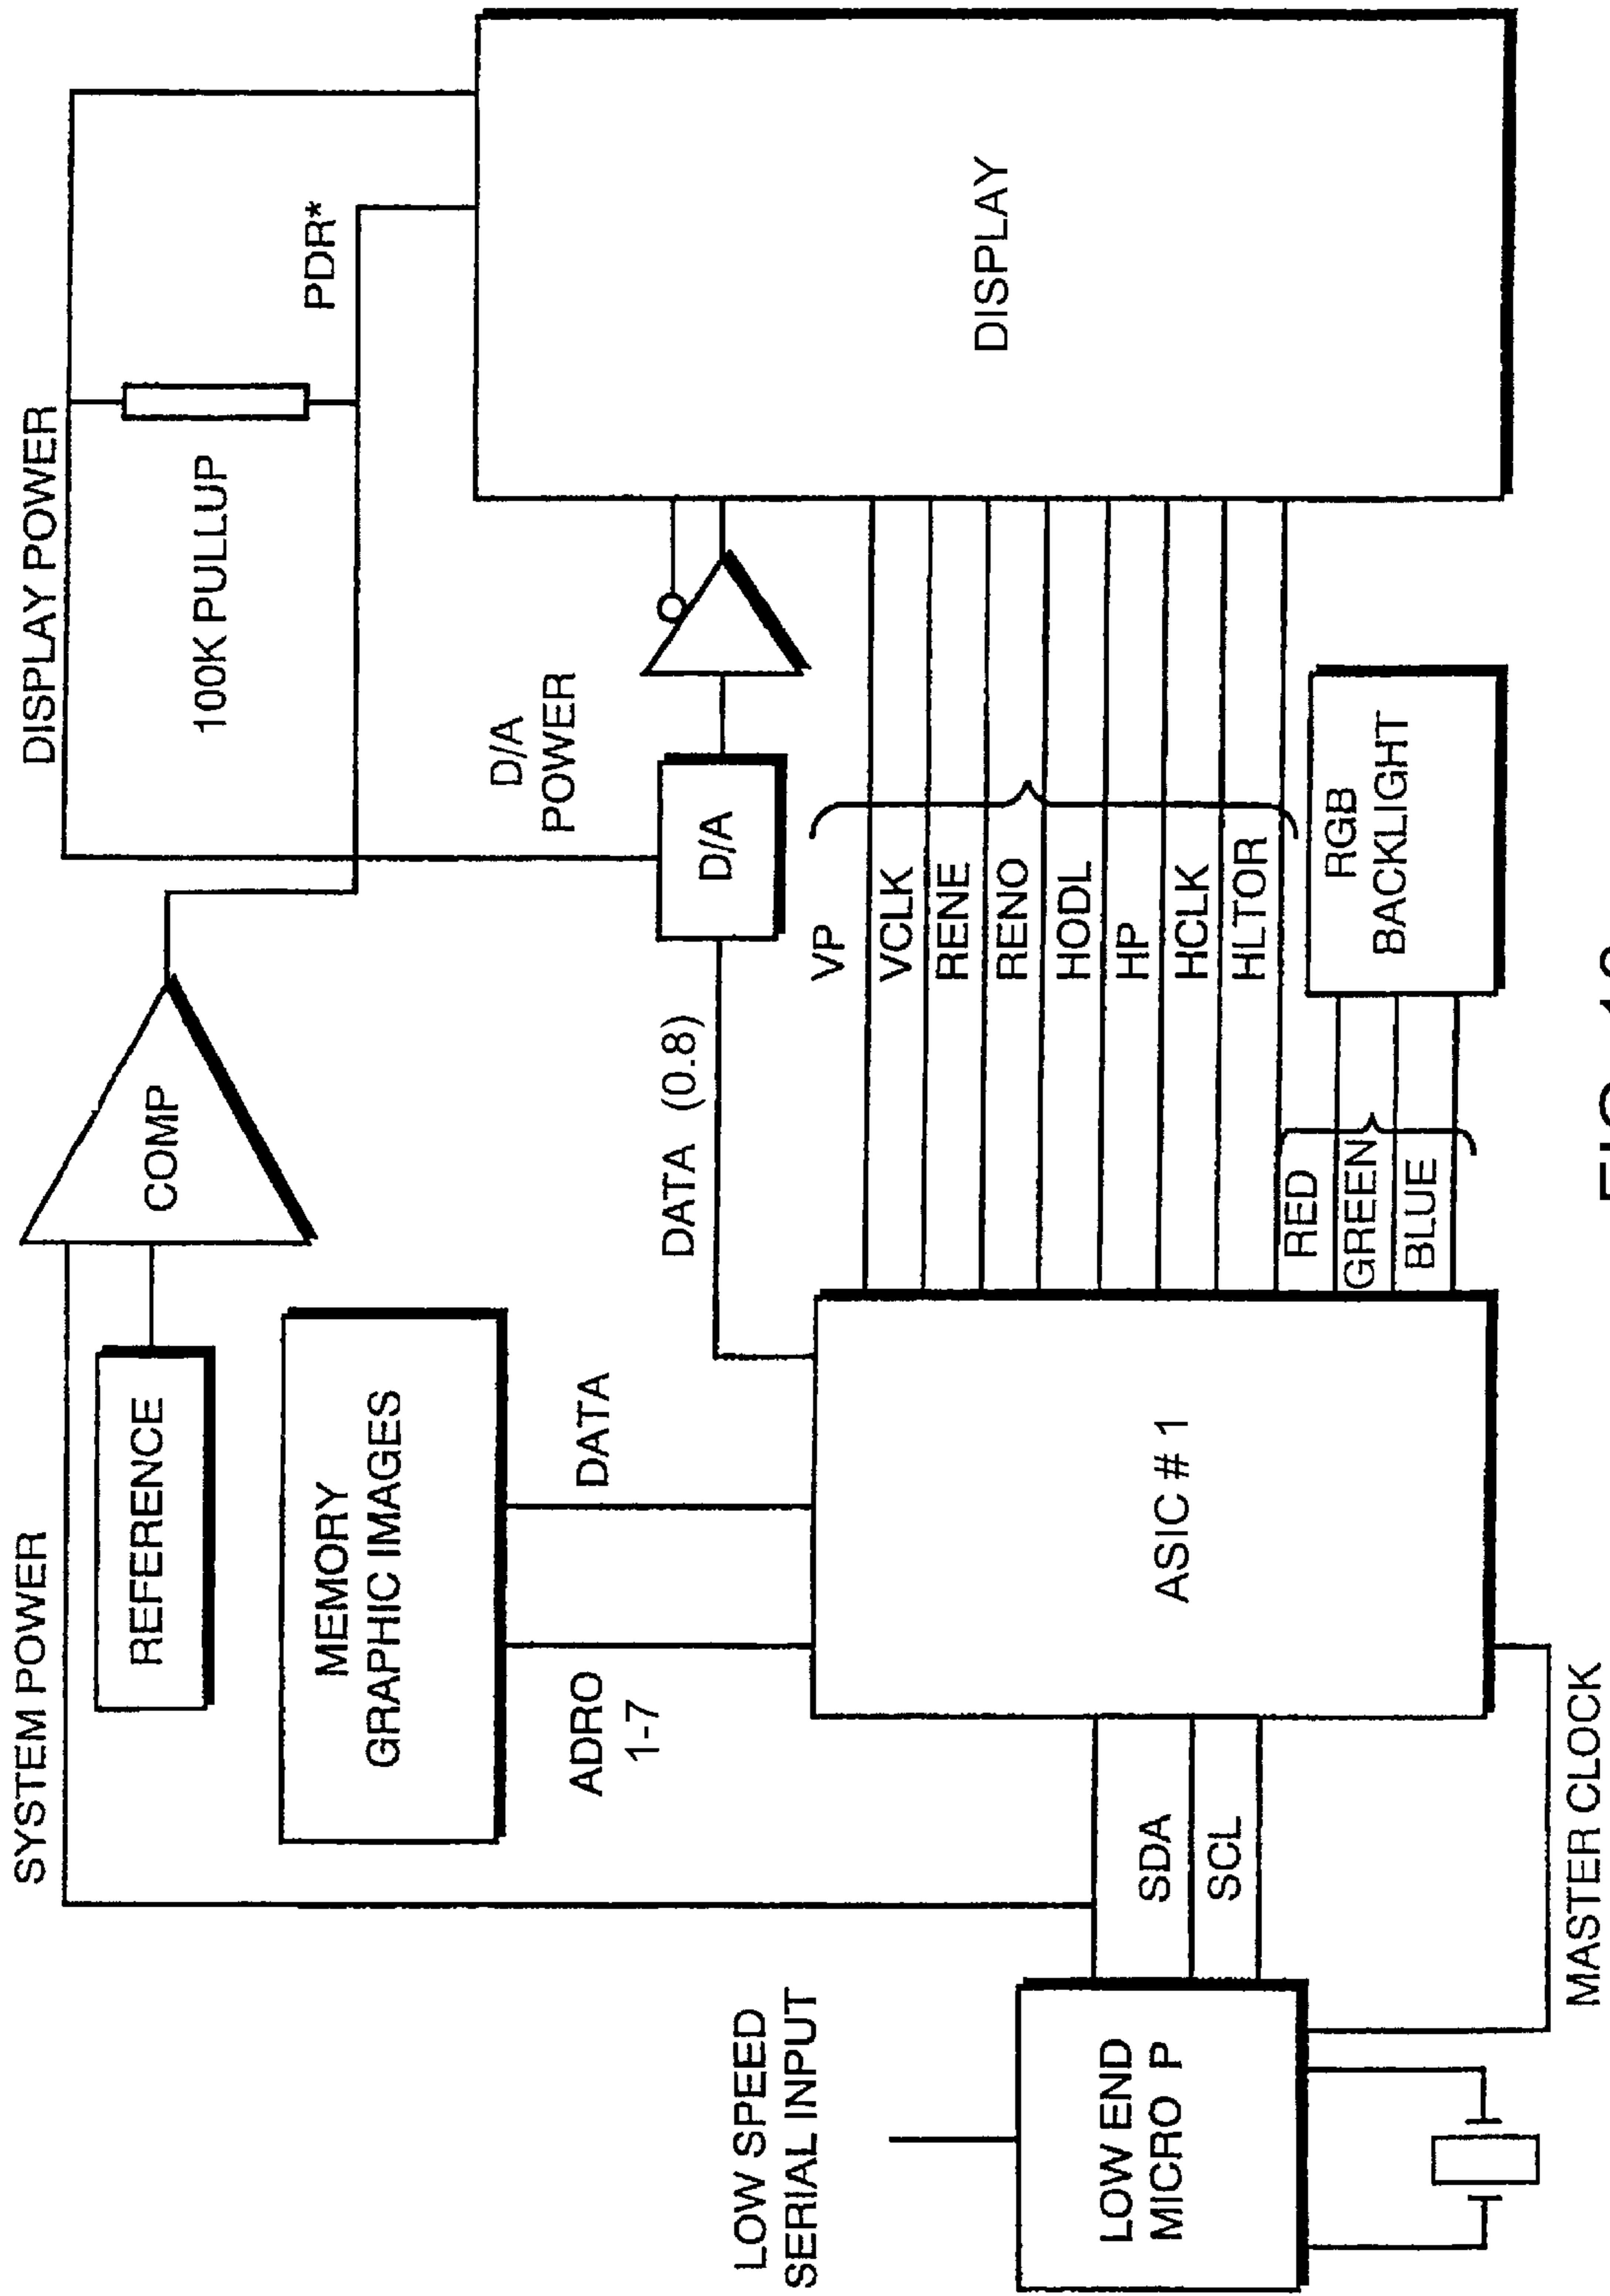 SYSTEM POWER
DISPLAY POWER
REFERENCE
COMP
100K PULLUP
PDR*
MEMORY
GRAPHIC IMAGES
ADRO
1-7
DATA
DATA (0.8)
D/A
POWER
D/A
LOW SPEED
SERIAL INPUT
LOW END
MICRO P
SDA
SCL
MASTER CLOCK
ASIC # 1
VP
VCLK
RENE
RENO
HODL
HP
HCLK
HLTOR
RED
GREEN
BLUE
RGB
BACKLIGHT
DISPLAY